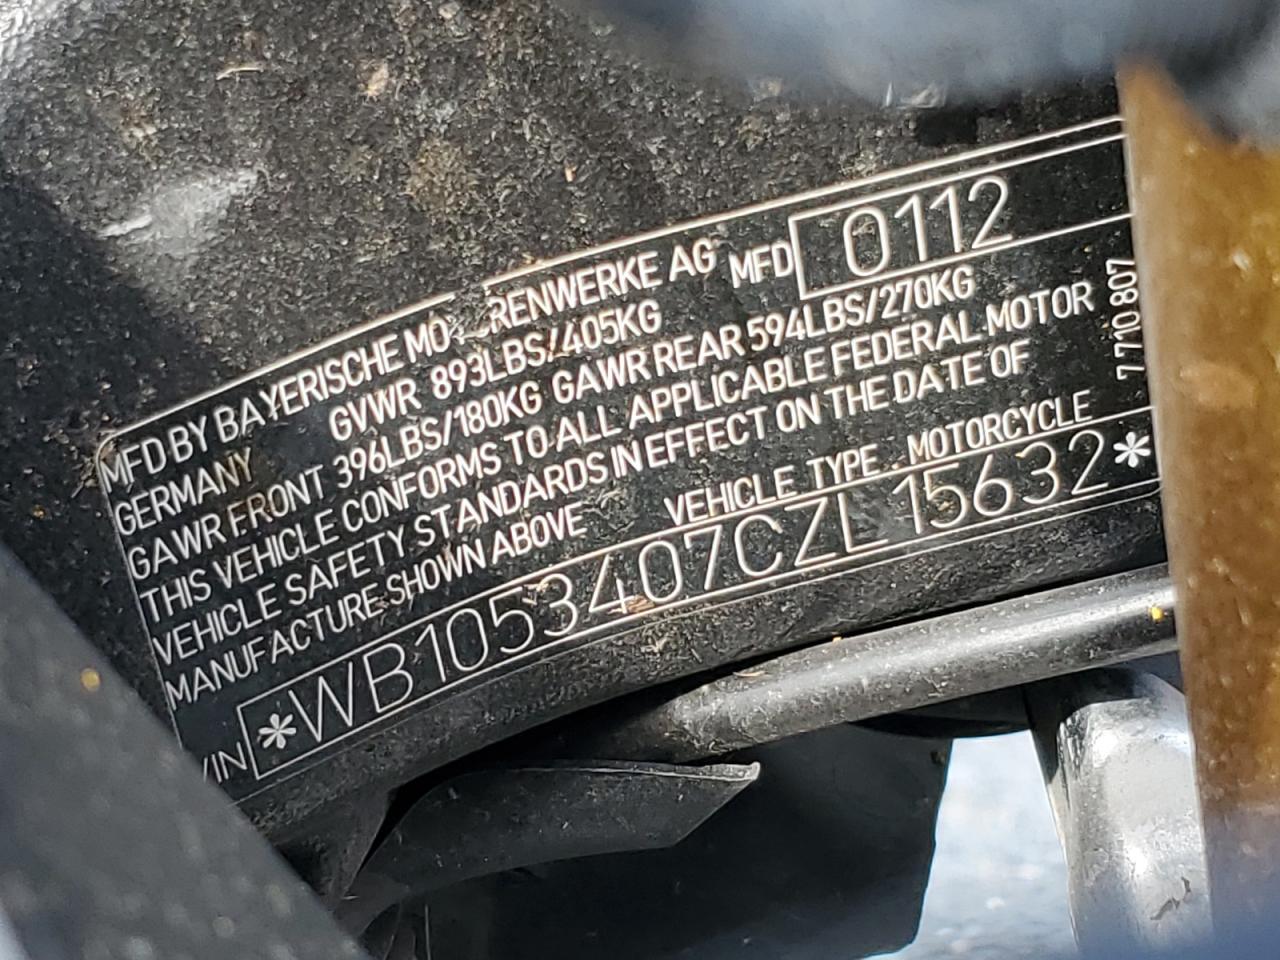 MFD BY BAYERISCHE MOTORENWERKE AG MFD 0112
GERMANY GVWR 893LBS/405KG
GAWR FRONT 396LBS/180KG GAWR REAR 594LBS/270KG
THIS VEHICLE CONFORMS TO ALL APPLICABLE FEDERAL MOTOR
VEHICLE SAFETY STANDARDS IN EFFECT ON THE DATE OF
MANUFACTURE SHOWN ABOVE VEHICLE TYPE. MOTORCYCLE
VIN *WB1053407CZL15632*
7710807